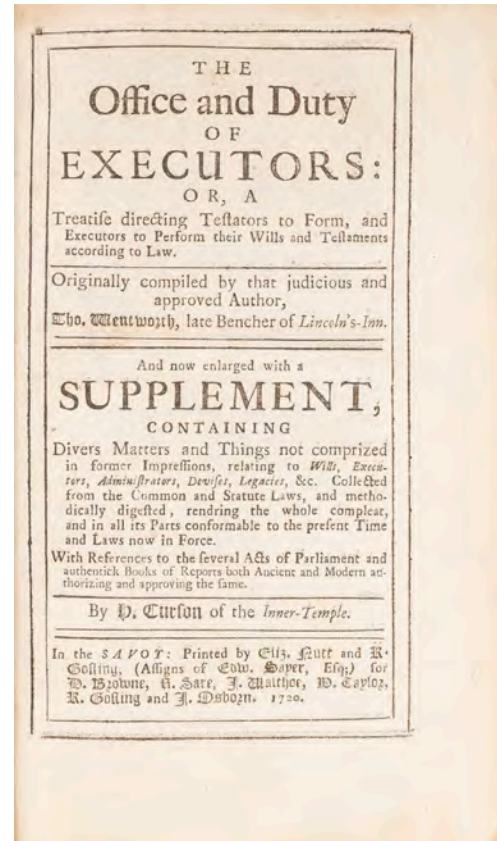 THE
Office and Duty
OF
EXECUTORS:
OR, A
Treatiſe directing Teſtators to Form, and
Executors to Perform their Wills and Teſtaments
according to Law.
Originally compiled by that judicious and
approved Author,
Tho. Wentworth, late Bencher of Lincoln's-Inn.
And now enlarged with a
SUPPLEMENT,
CONTAINING
Divers Matters and Things not comprized
in former Impreſſions, relating to Wills, Execu-
tors, Adminiſtrators, Deviſes, Legacies, &c. Collected
from the Common and Statute Laws, and metho-
dically digeſted, rendring the whole compleat,
and in all its Parts conformable to the preſent Time
and Laws now in Force.
With References to the ſeveral Acts of Parliament and
authentick Books of Reports both Ancient and Modern au-
thorizing and approving the ſame.
By H. Curſon of the Inner-Temple.
In the SAVOY: Printed by Eliz. Nutt and R.
Goſling, (Aſſigns of Edw. Sayer, Eſq;) for
D. Browne, R. Sare, J. Walthoe, W. Taylor,
R. Goſling and J. Osborn. 1720.